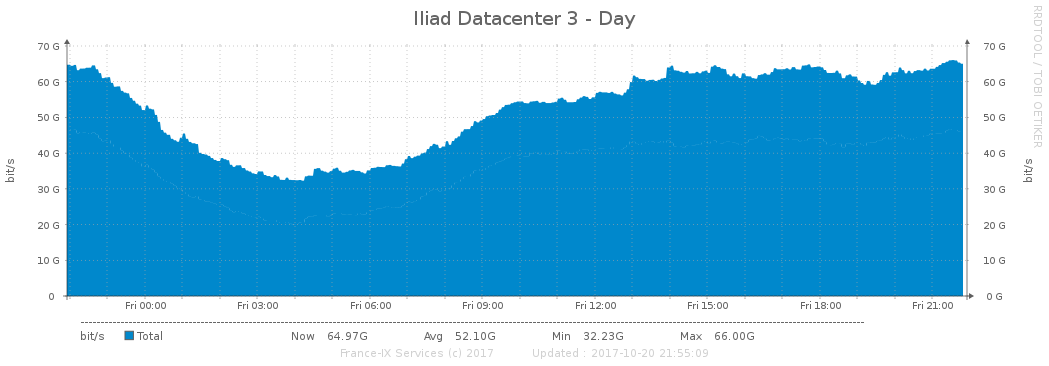 Iliad Datacenter 3 - Day
RRDTOOL / TOBI OETIKER
70 G 70 G
60 G 60 G
50 G 50 G
40 G 40 G
30 G 30 G
20 G 20 G
10 G 10 G
0 0 G
bit/s bit/s
Fri 00:00 Fri 03:00 Fri 06:00 Fri 09:00 Fri 12:00 Fri 15:00 Fri 18:00 Fri 21:00
bit/s Total Now 64.97G Avg 52.10G Min 32.23G Max 66.00G
France-IX Services (c) 2017 Updated : 2017-10-20 21:55:09